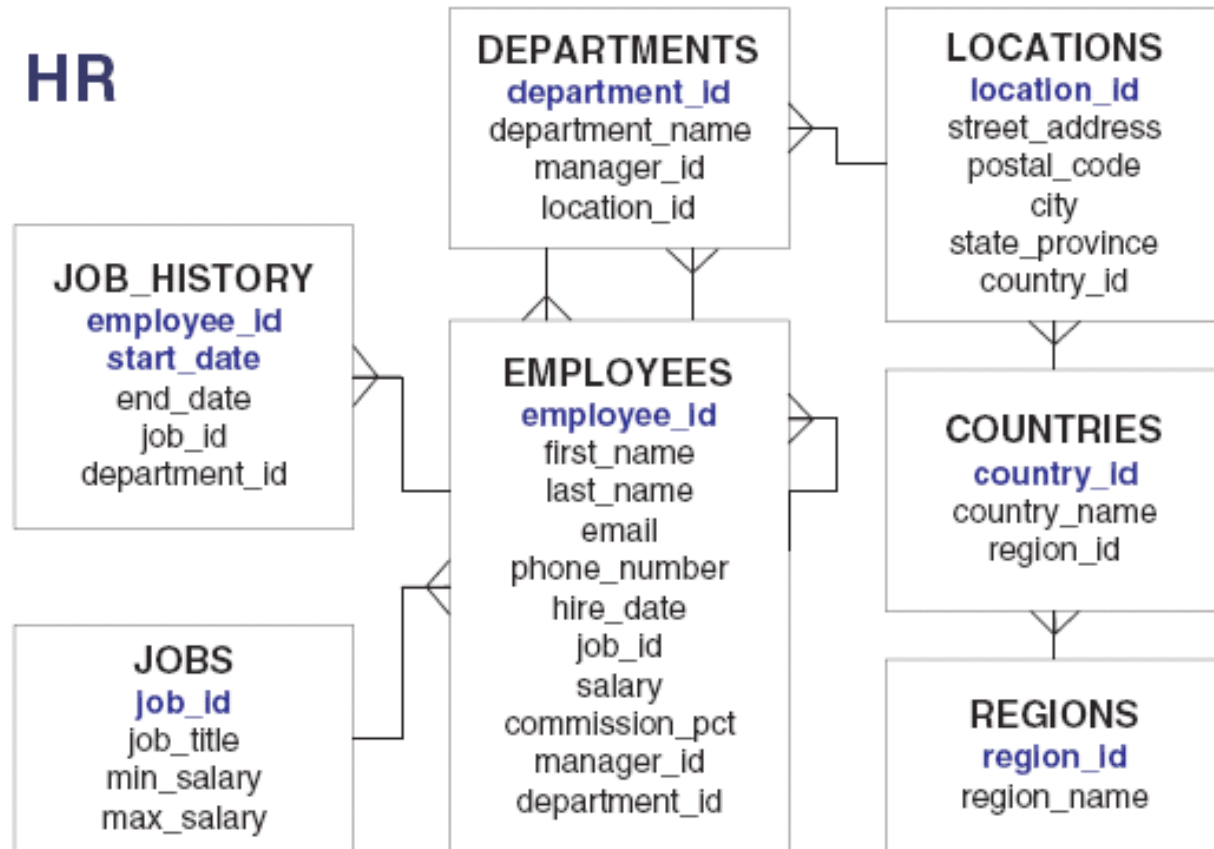 HR
DEPARTMENTS
department_id
department_name
manager_id
location_id
LOCATIONS
location_id
street_address
postal_code
city
state_province
country_id
JOB_HISTORY
employee_id
start_date
end_date
job_id
department_id
EMPLOYEES
employee_id
first_name
last_name
email
phone_number
hire_date
job_id
salary
commission_pct
manager_id
department_id
COUNTRIES
country_id
country_name
region_id
JOBS
job_id
job_title
min_salary
max_salary
REGIONS
region_id
region_name